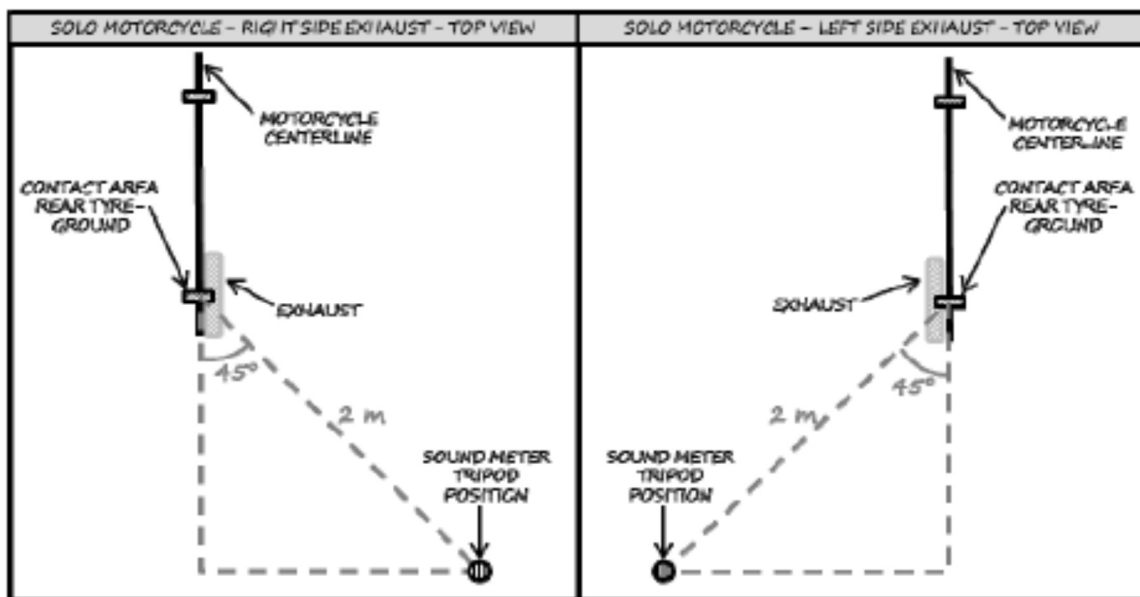 SOLO MOTORCYCLE - RIGHT SIDE EXHAUST - TOP VIEW
MOTORCYCLE
CENTERLINE
CONTACT AREA
REAR TYRE-
GROUND
EXHAUST
45°
2 m
SOUND METER
TRIPOD
POSITION
SOLO MOTORCYCLE - LEFT SIDE EXHAUST - TOP VIEW
MOTORCYCLE
CENTERLINE
CONTACT AREA
REAR TYRE-
GROUND
EXHAUST
45°
2 m
SOUND METER
TRIPOD
POSITION